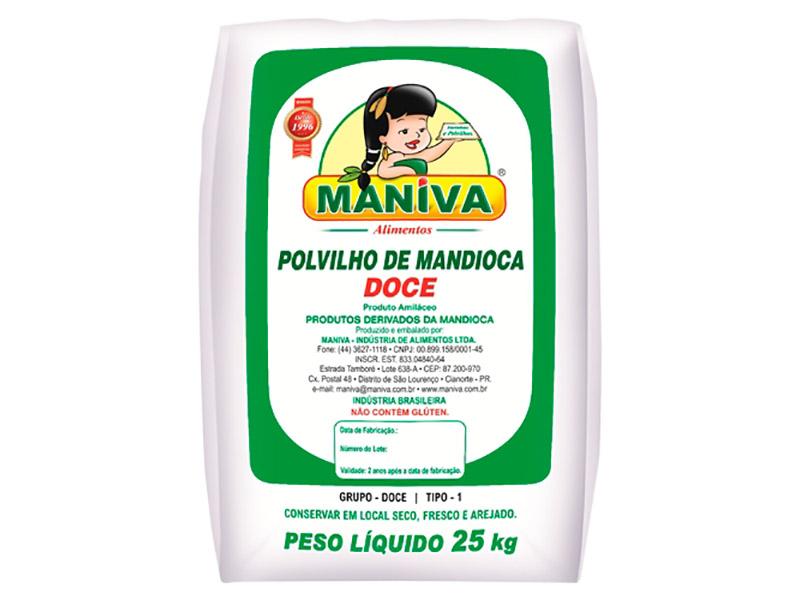 Desde
1996
Farinhas
e Polvilhos
MANIVA
®
Alimentos
POLVILHO DE MANDIOCA
DOCE
Produto Amiláceo
PRODUTOS DERIVADOS DA MANDIOCA
Produzido e embalado por:
MANIVA - INDÚSTRIA DE ALIMENTOS LTDA.
Fone: (44) 3627-1118 • CNPJ: 00.899.158/0001-45
INSCR. EST. 833.04840-64
Estrada Tamboré • Lote 638-A • CEP: 87.200-970
Cx. Postal 48 • Distrito de São Lourenço • Cianorte - PR.
e-mail: maniva@maniva.com.br • www.maniva.com.br
INDÚSTRIA BRASILEIRA
NÃO CONTÉM GLÚTEN.
Data de Fabricação.:
Número do Lote:
Validade: 2 anos após a data de fabricação.
GRUPO - DOCE | TIPO - 1
CONSERVAR EM LOCAL SECO, FRESCO E AREJADO.
PESO LÍQUIDO 25 kg